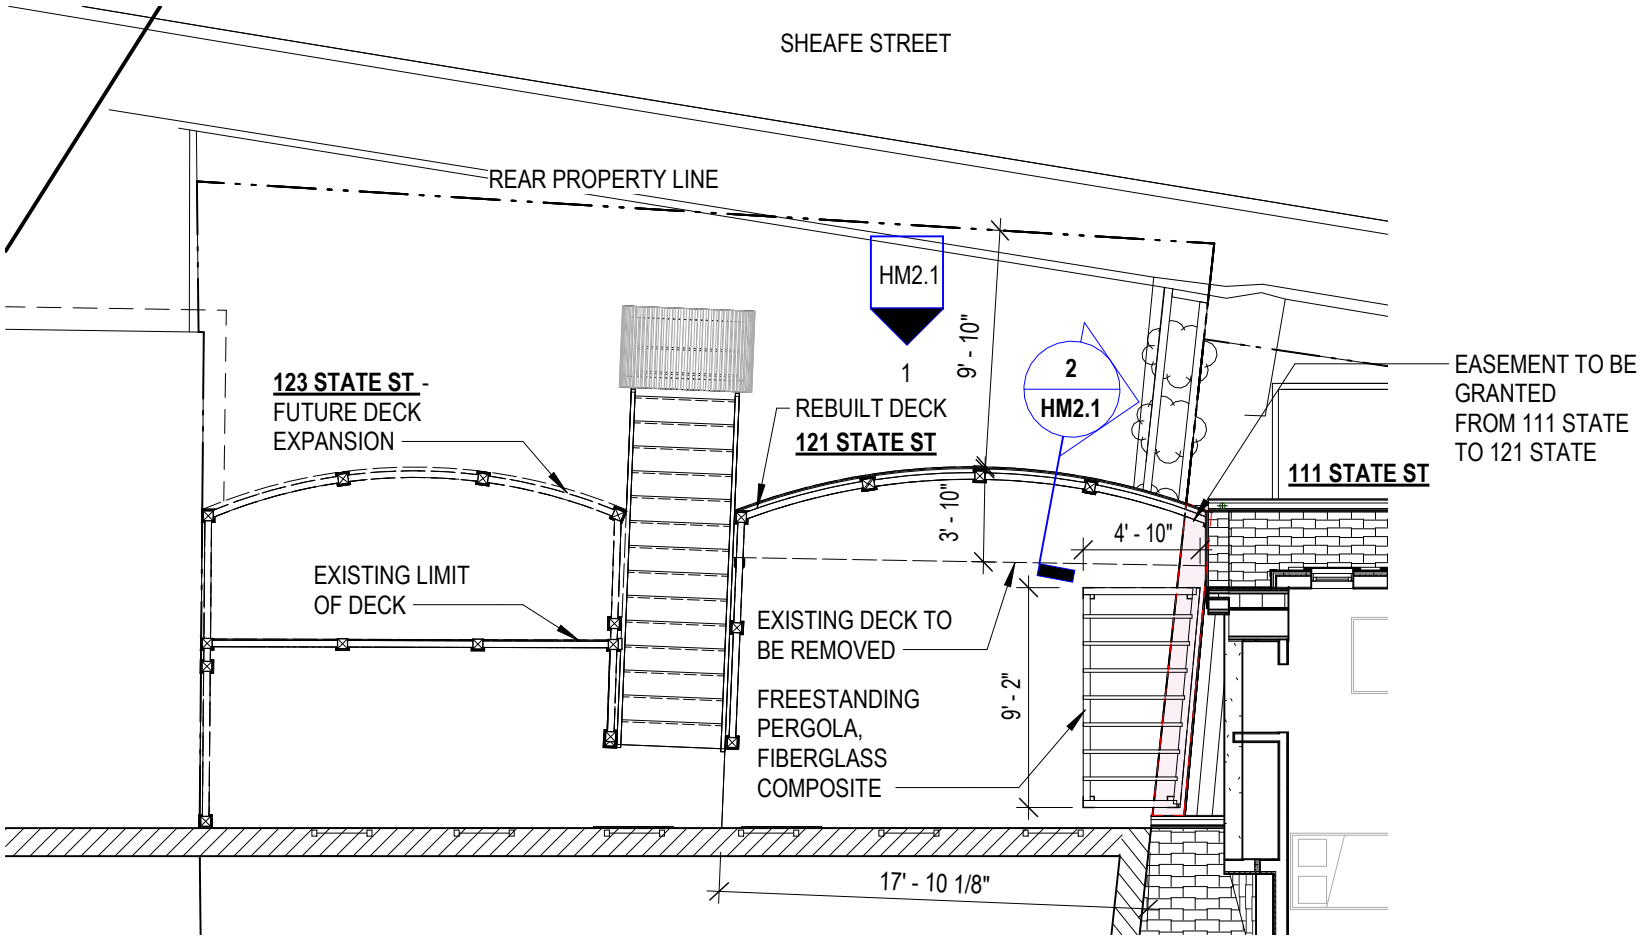 SHEAFE STREET
REAR PROPERTY LINE
HM2.1
1
9' - 10"
2
HM2.1
123 STATE ST -
FUTURE DECK
EXPANSION
REBUILT DECK
121 STATE ST
EASEMENT TO BE
GRANTED
FROM 111 STATE
TO 121 STATE
111 STATE ST
3' - 10"
4' - 10"
EXISTING LIMIT
OF DECK
EXISTING DECK TO
BE REMOVED
9' - 2"
FREESTANDING
PERGOLA,
FIBERGLASS
COMPOSITE
17' - 10 1/8"